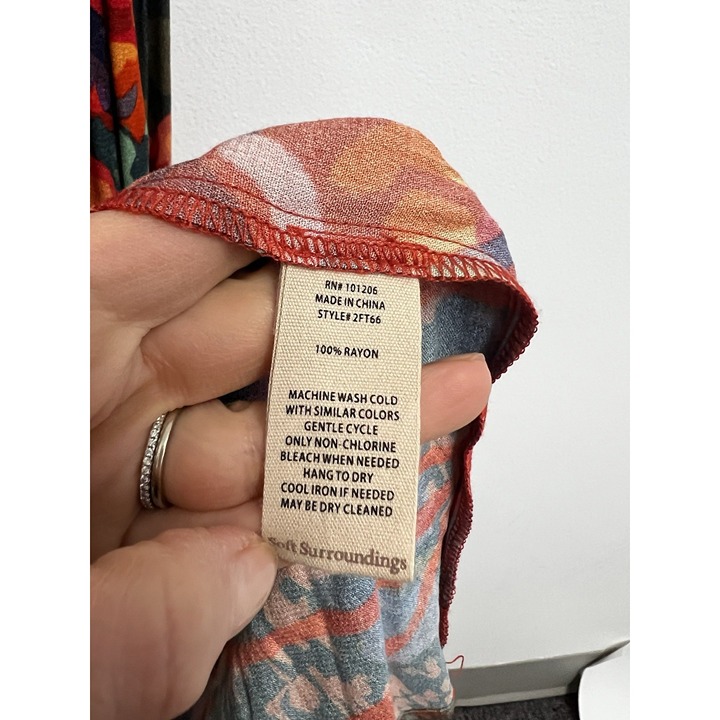 RN# 101206
MADE IN CHINA
STYLE# 2FT66
100% RAYON
MACHINE WASH COLD
WITH SIMILAR COLORS
GENTLE CYCLE
ONLY NON-CHLORINE
BLEACH WHEN NEEDED
HANG TO DRY
COOL IRON IF NEEDED
MAY BE DRY CLEANED
Soft Surroundings